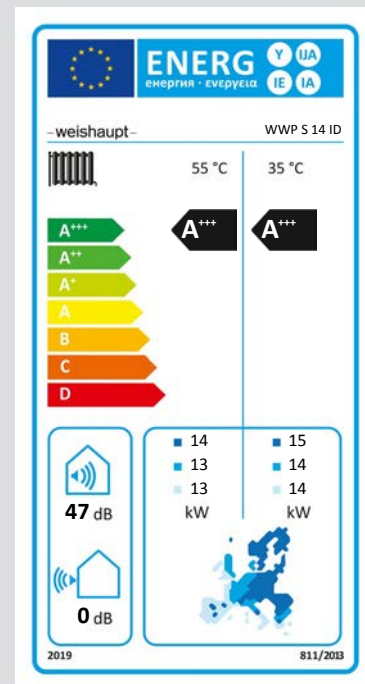 ENERG Y IJA
енергия · ενεργεια IE IA
-weishaupt- WWP S 14 ID
55 °C 35 °C
A+++ A+++ A+++
A++
A+
A
B
C
D
14 15
13 14
13 14
kW kW
47 dB
0 dB
2019 811/2013